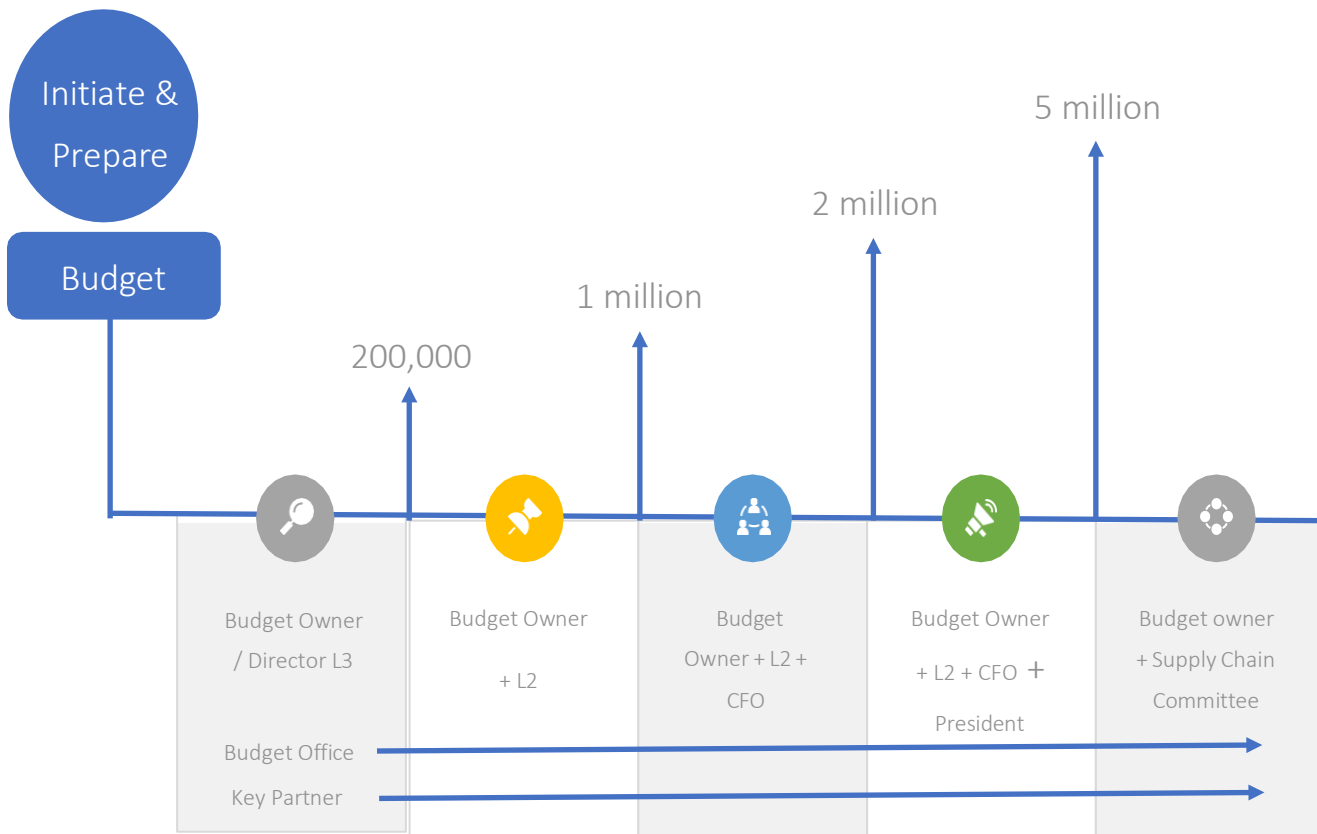 Initiate &
Prepare
Budget
200,000
1 million
2 million
5 million
Budget Owner
/ Director L3
Budget Owner
+ L2
Budget
Owner + L2 +
CFO
Budget Owner
+ L2 + CFO +
President
Budget owner
+ Supply Chain
Committee
Budget Office
Key Partner